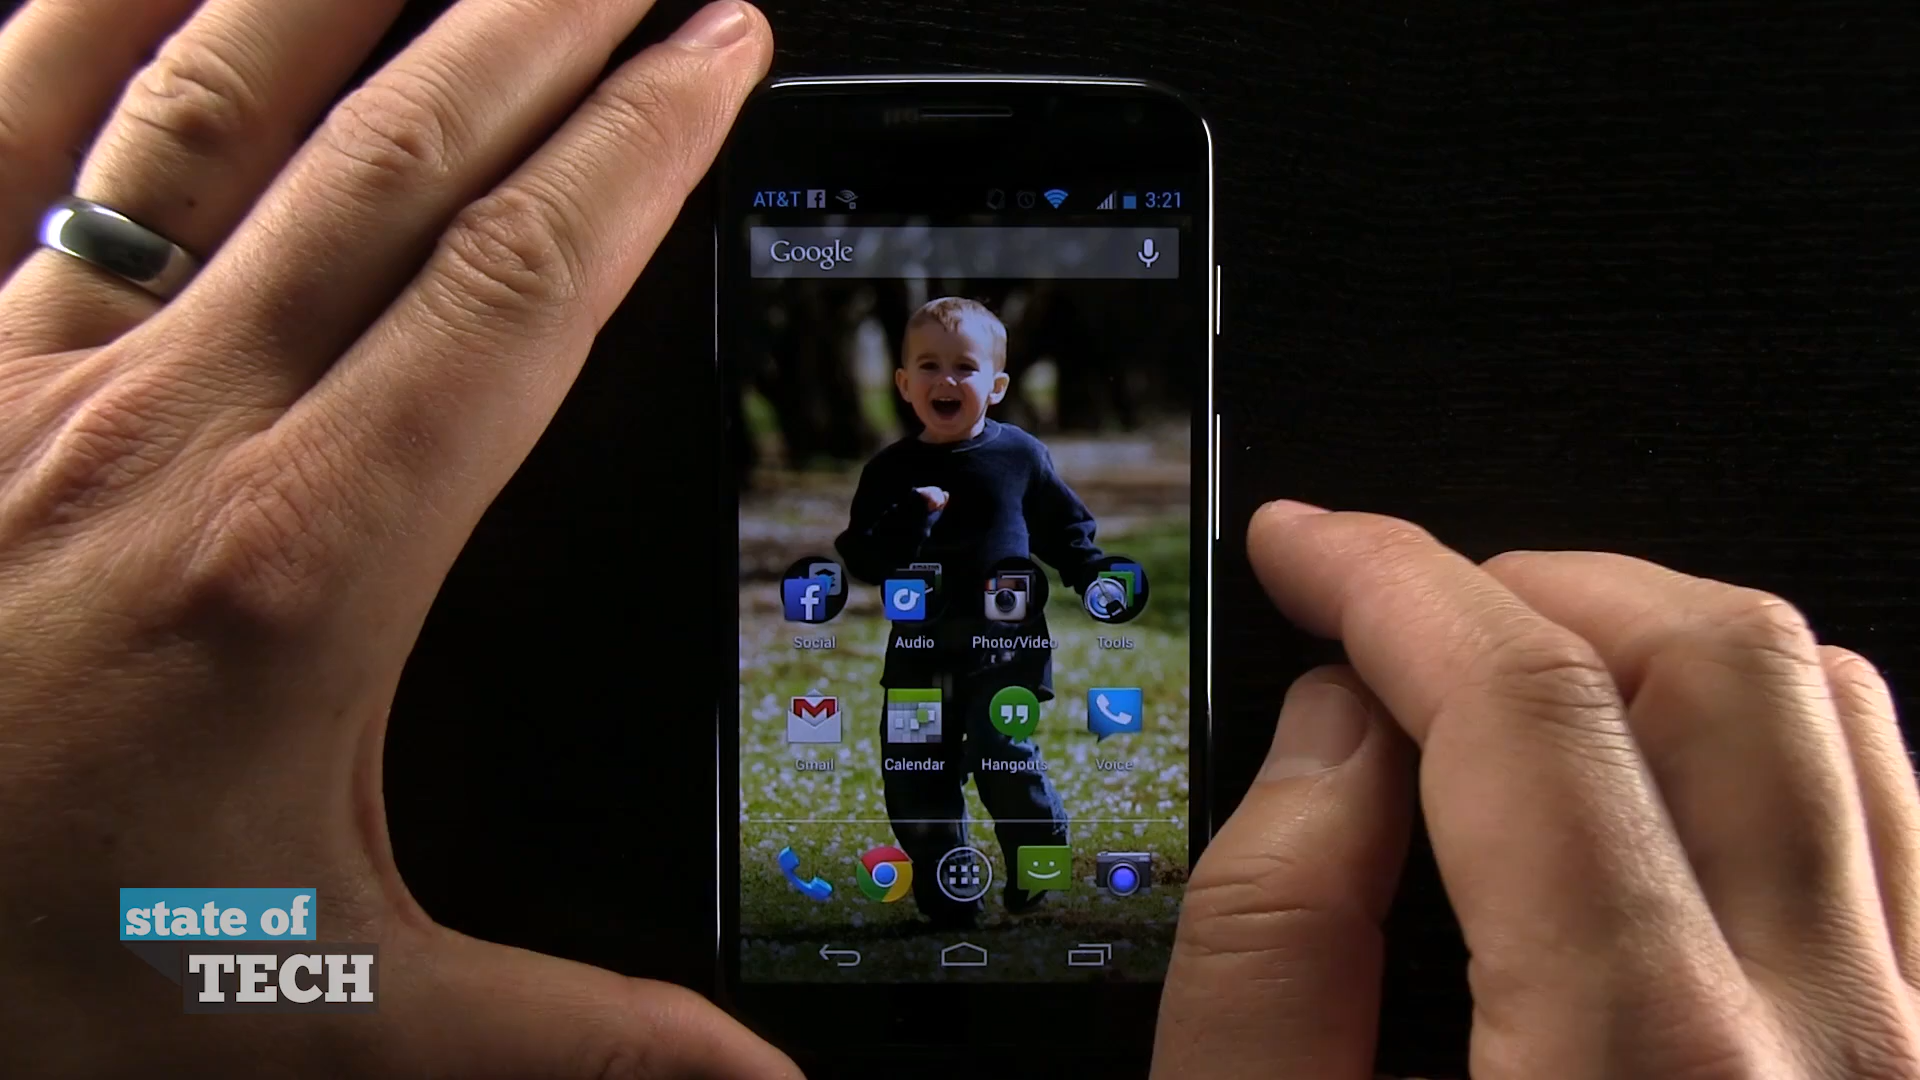 AT&T 3:21
Google
Social Audio Photo/Video Tools
Gmail Calendar Hangouts Voice
state of
TECH